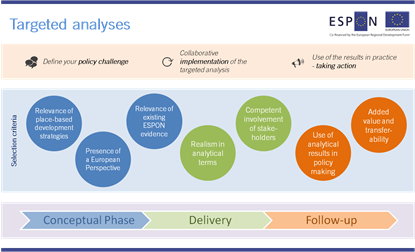 Targeted analyses
ESPON
EUROPEAN UNION
Co-financed by the European Regional Development Fund
Define your policy challenge
Collaborative
implementation of the
targeted analysis
Use of the results in practice
- taking action
Selection criteria
Relevance of
place-based
development
strategies
Presence of
a European
Perspective
Relevance of
existing
ESPON
evidence
Realism in
analytical
terms
Competent
involvement
of stake-
holders
Use of
analytical
results in
policy
making
Added
value and
transfer-
ability
Conceptual Phase
Delivery
Follow-up